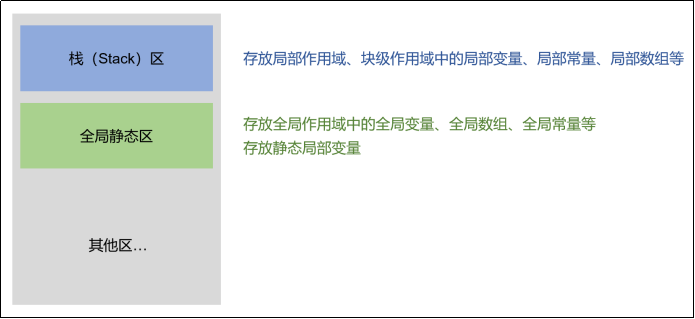 栈（Stack）区
存放局部作用域、块级作用域中的局部变量、局部常量、局部数组等
全局静态区
存放全局作用域中的全局变量、全局数组、全局常量等
存放静态局部变量
其他区…